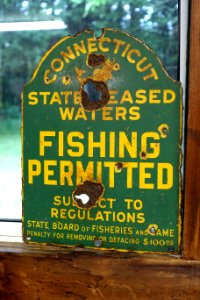 CONNECTICUT
STATE LEASED
WATERS
FISHING
PERMITTED
SUBJECT TO
REGULATIONS
STATE BOARD OF FISHERIES AND GAME
PENALTY FOR REMOVING OR DEFACING $100.00